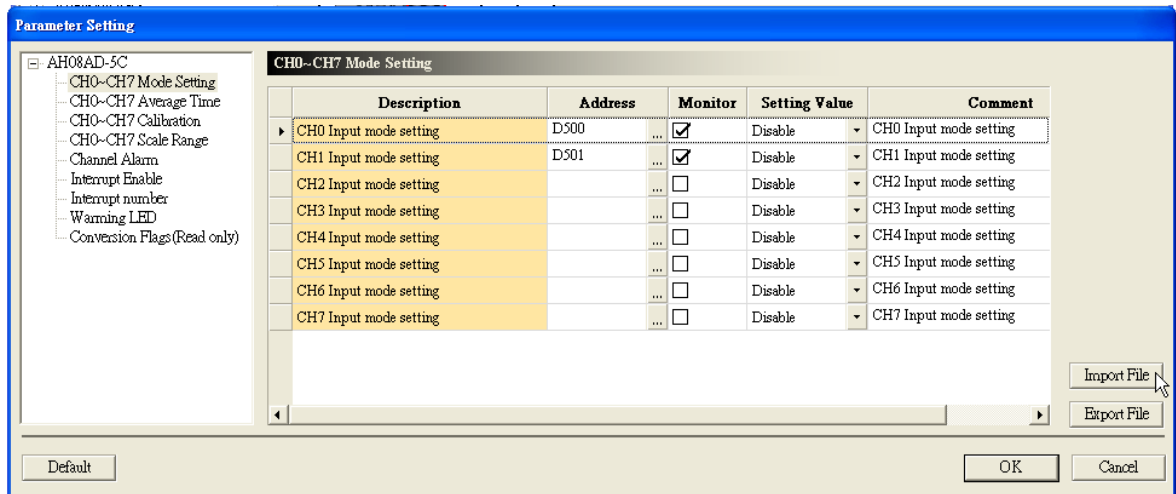 Parameter Setting
AH08AD-5C
CH0~CH7 Mode Setting
CH0~CH7 Average Time
CH0~CH7 Calibration
CH0~CH7 Scale Range
Channel Alarm
Interrupt Enable
Interrupt number
Warning LED
Conversion Flags(Read only)
CH0~CH7 Mode Setting
Description Address Monitor Setting Value Comment
CH0 Input mode setting D500 ... Disable CH0 Input mode setting
CH1 Input mode setting D501 ... Disable CH1 Input mode setting
CH2 Input mode setting ... Disable CH2 Input mode setting
CH3 Input mode setting ... Disable CH3 Input mode setting
CH4 Input mode setting ... Disable CH4 Input mode setting
CH5 Input mode setting ... Disable CH5 Input mode setting
CH6 Input mode setting ... Disable CH6 Input mode setting
CH7 Input mode setting ... Disable CH7 Input mode setting
Import File
Export File
Default OK Cancel